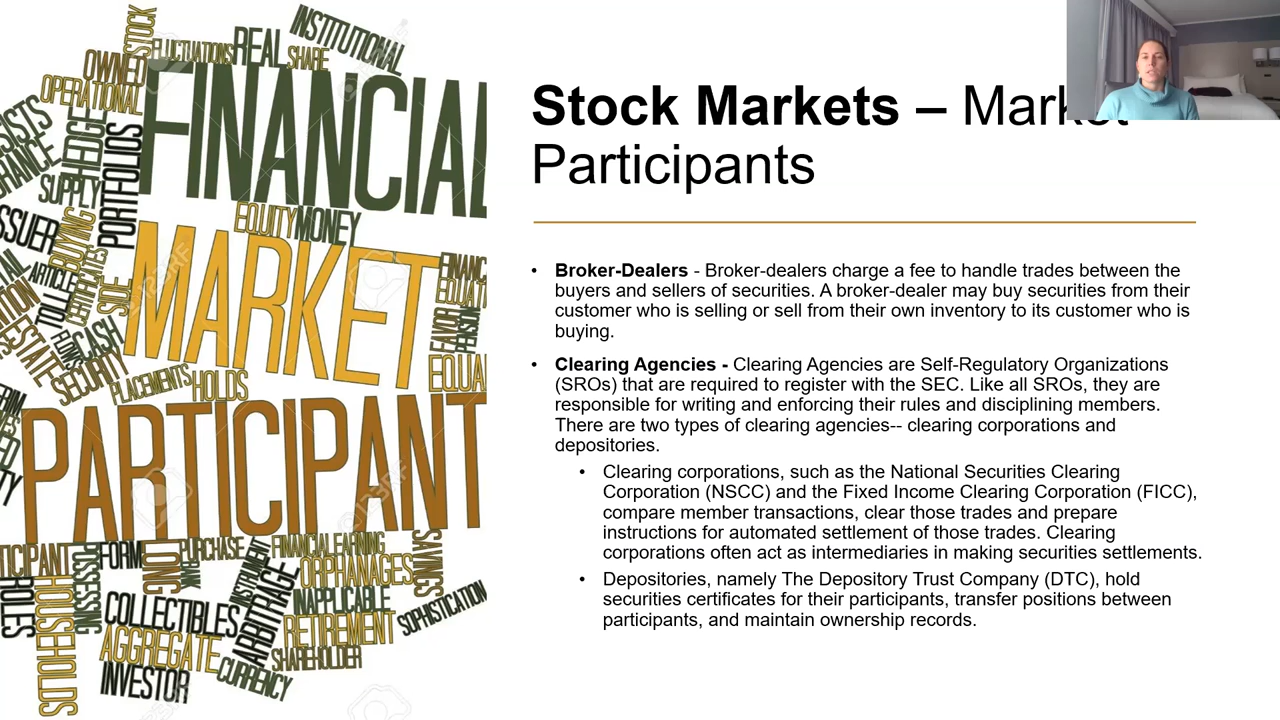 STOCK
FLUCTUATIONS
REAL
SHARE
INSTITUTIONAL
OWNED
OPERATIONAL
FINANCIAL
HEDGE
PORTFOLIOS
SUPPLY
ISSUER
BUYING
EQUITY
MONEY
MARKET
ARTICLE
CERTIFICATES
SIDE
CASH
SECURITY
PLACEMENTS
HOLDS
PARTICIPANT
FORM
PURCHASE
FINANCIAL
EARNING
ORPHANAGES
SAVINGS
INAPPLICABLE
ARBITRAGE
COLLECTIBLES
RETIREMENT
SOPHISTICATION
AGGREGATE
SHAREHOLDER
HOUSEHOLDS
INVESTOR
CURRENCY
Stock Markets – Market
Participants
• Broker-Dealers - Broker-dealers charge a fee to handle trades between the
buyers and sellers of securities. A broker-dealer may buy securities from their
customer who is selling or sell from their own inventory to its customer who is
buying.
• Clearing Agencies - Clearing Agencies are Self-Regulatory Organizations
(SROs) that are required to register with the SEC. Like all SROs, they are
responsible for writing and enforcing their rules and disciplining members.
There are two types of clearing agencies-- clearing corporations and
depositories.
• Clearing corporations, such as the National Securities Clearing
Corporation (NSCC) and the Fixed Income Clearing Corporation (FICC),
compare member transactions, clear those trades and prepare
instructions for automated settlement of those trades. Clearing
corporations often act as intermediaries in making securities settlements.
• Depositories, namely The Depository Trust Company (DTC), hold
securities certificates for their participants, transfer positions between
participants, and maintain ownership records.